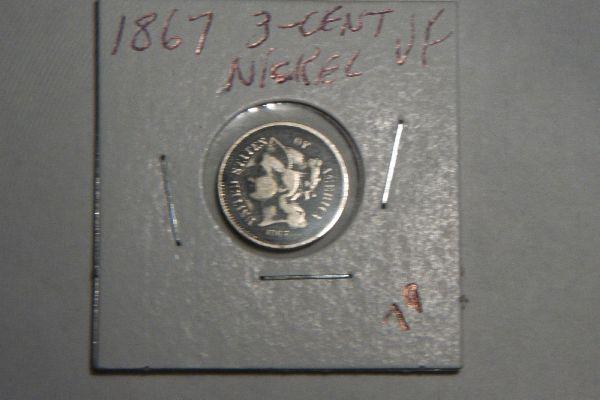 1867 3-CENT VF
NICKEL
UNITED STATES OF AMERICA
1867